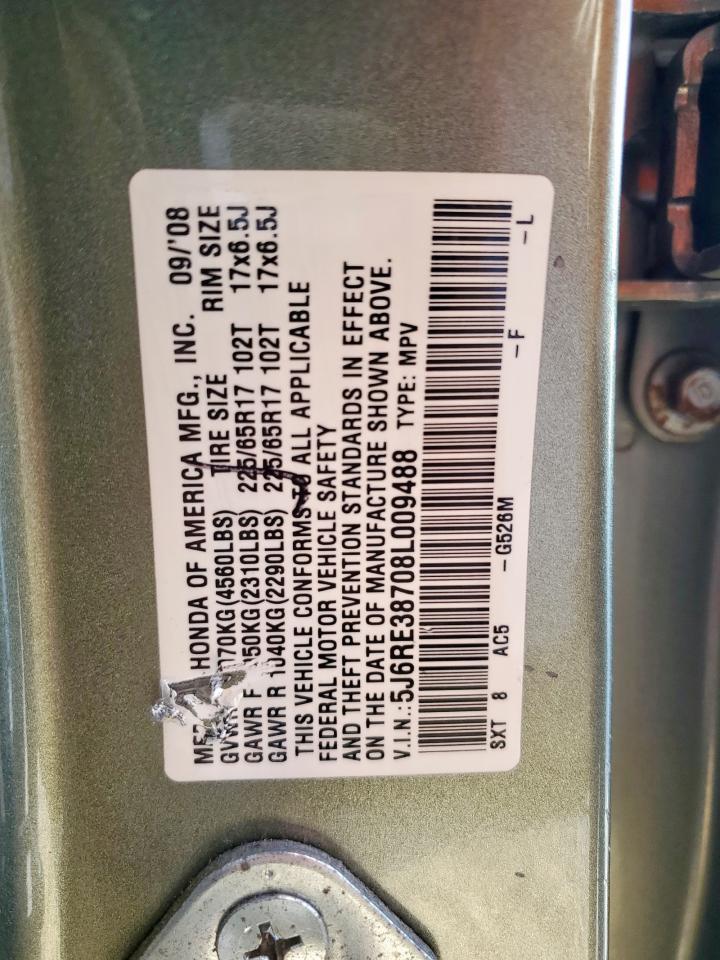 HONDA OF AMERICA MFG., INC. 09/'08
70KG(4560LBS) TIRE SIZE RIM SIZE
GAWR F 50KG(2310LBS) 225/65R17 102T 17x6.5J
GAWR R 1040KG(2290LBS) 225/65R17 102T 17x6.5J
THIS VEHICLE CONFORMS TO ALL APPLICABLE
FEDERAL MOTOR VEHICLE SAFETY
AND THEFT PREVENTION STANDARDS IN EFFECT
ON THE DATE OF MANUFACTURE SHOWN ABOVE.
V.I.N.:5J6RE38708L009488 TYPE: MPV
SXT 8 AC5 -G526M -F -L